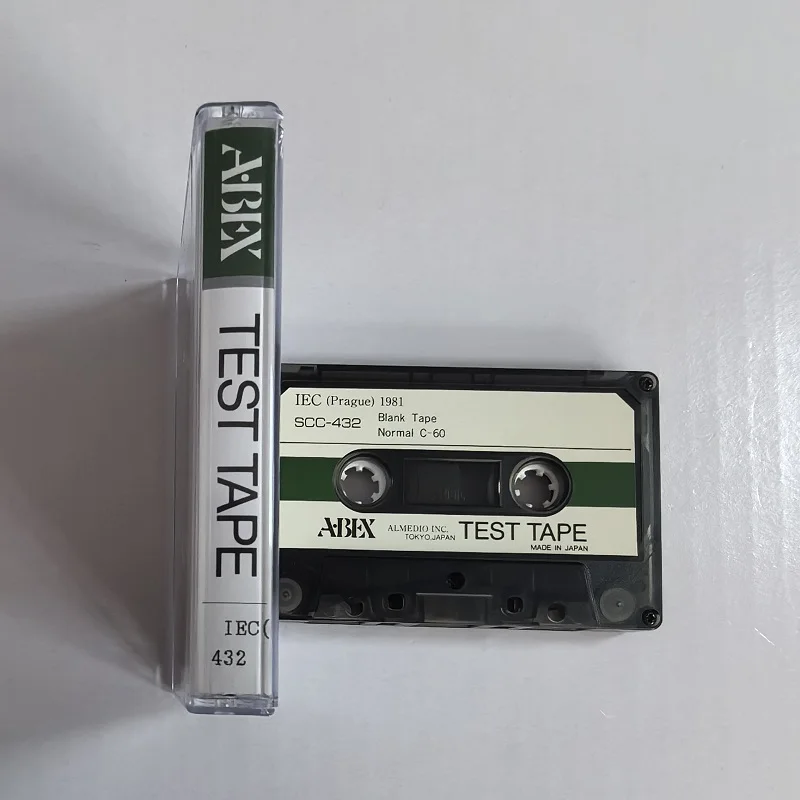 A·BEX
TEST TAPE
IEC(
432
IEC (Prague) 1981
SCC-432 Blank Tape
Normal C-60
A·BEX ALMEDIO INC. TEST TAPE
TOKYO.JAPAN
MADE IN JAPAN